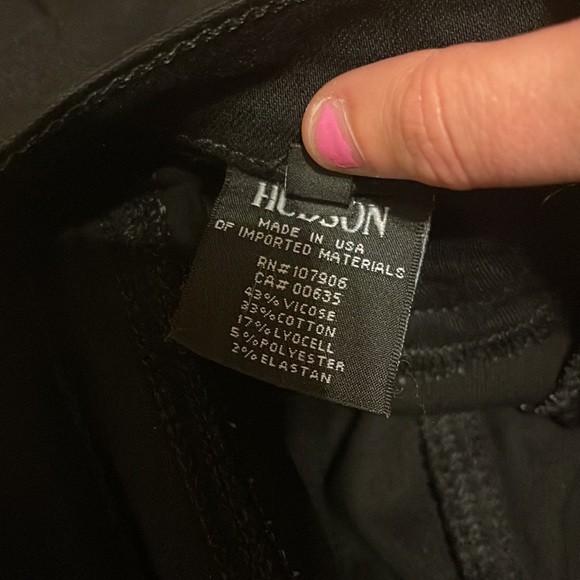 HUDSON
MADE IN USA
OF IMPORTED MATERIALS
RN#107906
CA#00635
43%VICOSE
33%COTTON
17%LYOCELL
5%POLYESTER
2%ELASTAN